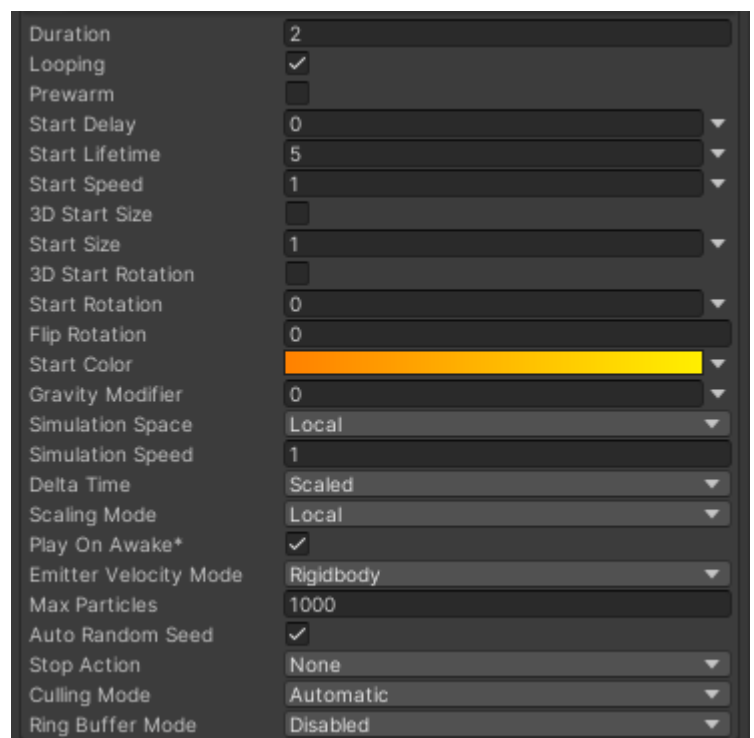 Duration 2
Looping
Prewarm
Start Delay 0
Start Lifetime 5
Start Speed 1
3D Start Size
Start Size 1
3D Start Rotation
Start Rotation 0
Flip Rotation 0
Start Color
Gravity Modifier 0
Simulation Space Local
Simulation Speed 1
Delta Time Scaled
Scaling Mode Local
Play On Awake*
Emitter Velocity Mode Rigidbody
Max Particles 1000
Auto Random Seed
Stop Action None
Culling Mode Automatic
Ring Buffer Mode Disabled